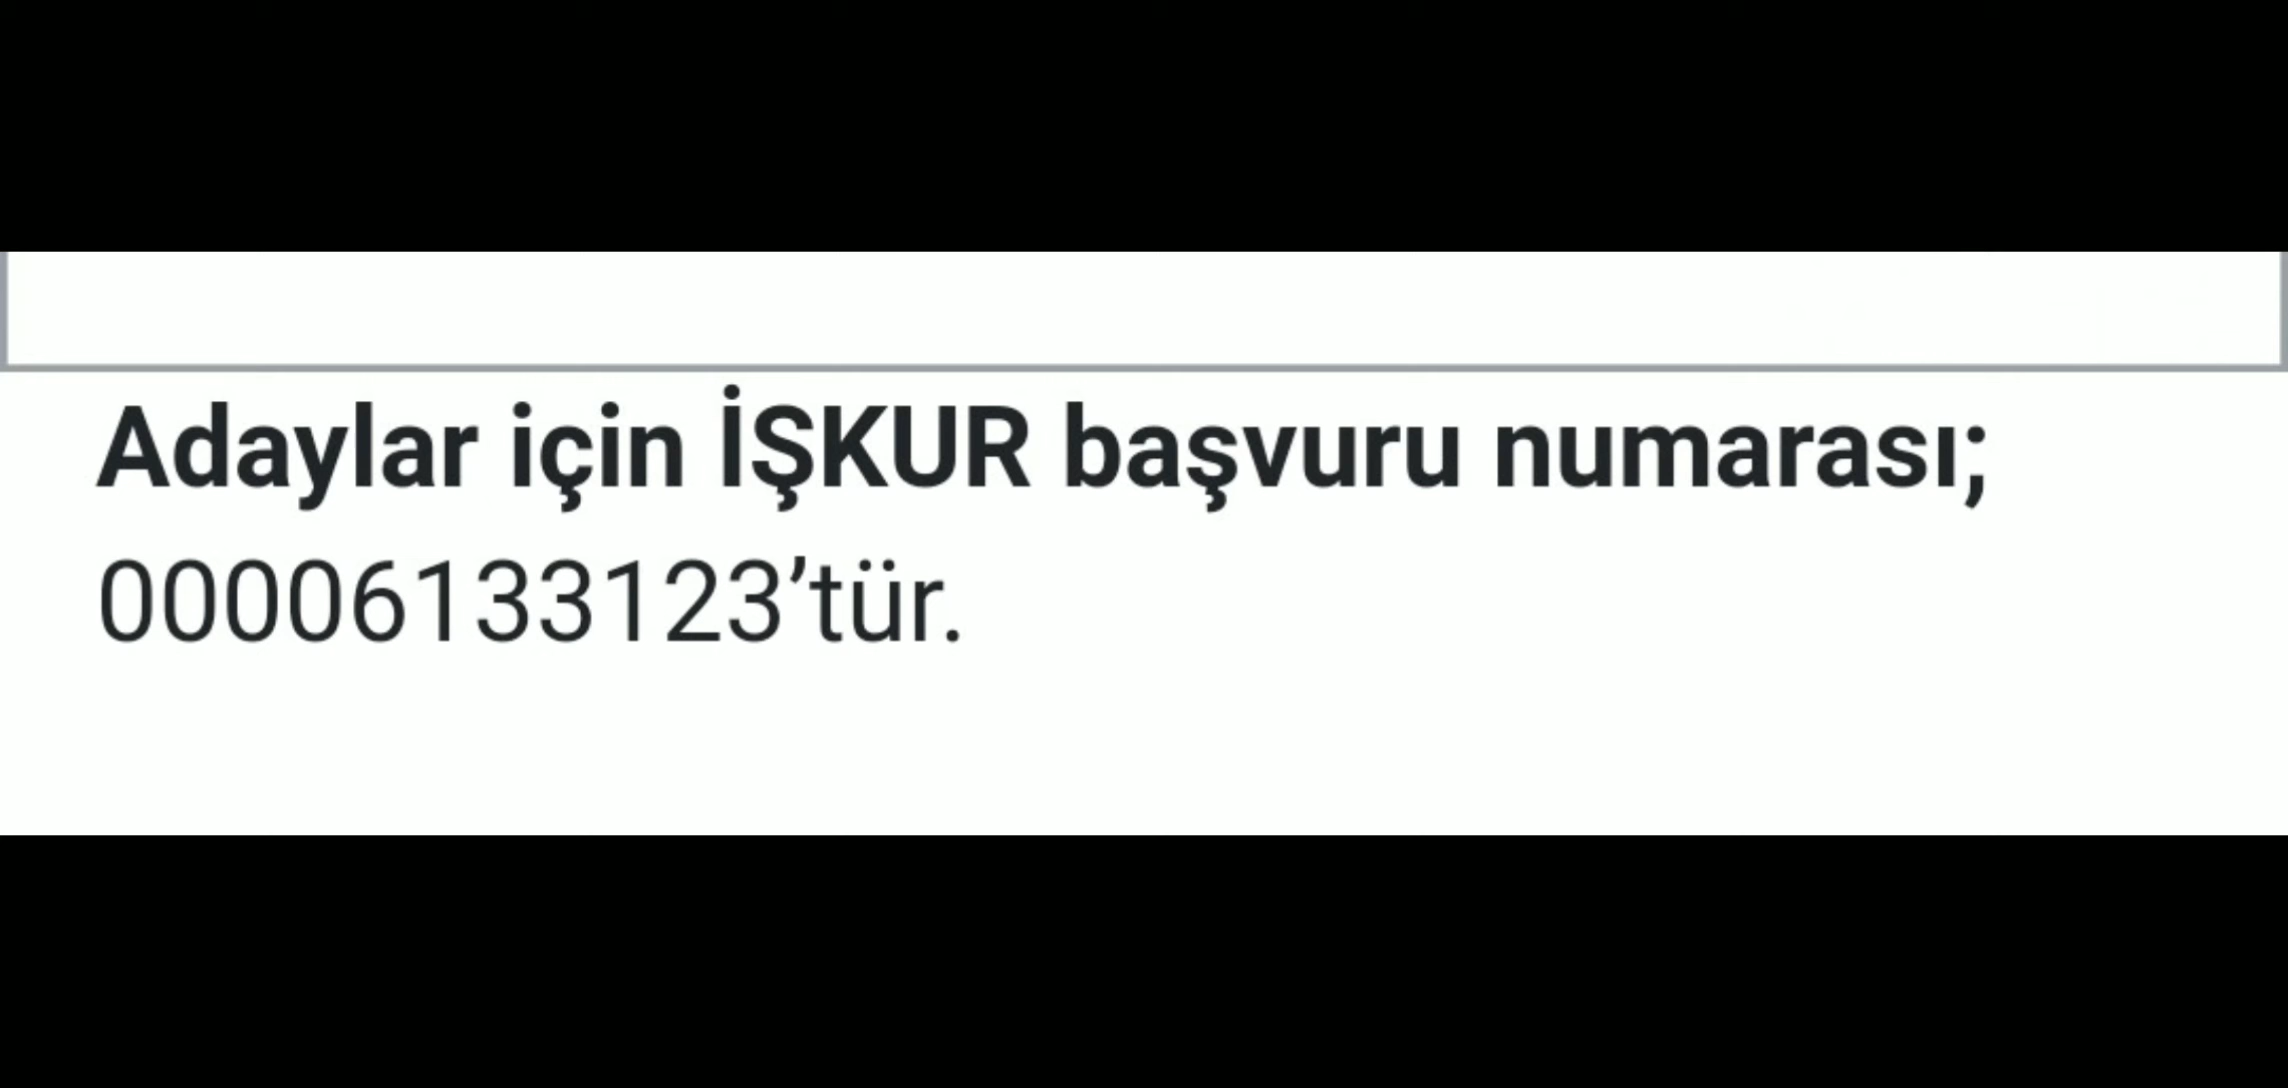 Adaylar için İŞKUR başvuru numarası;
00006133123’tür.